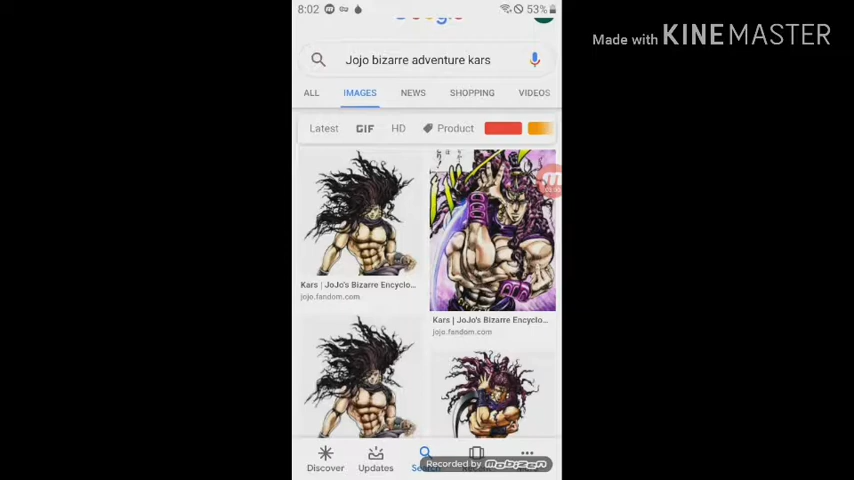 8:02
53%
Made with KINEMASTER
Jojo bizarre adventure kars
ALL IMAGES NEWS SHOPPING VIDEOS
Latest GIF HD Product
Kars | JoJo's Bizarre Encyclo...
jojo.fandom.com
Kars | JoJo's Bizarre Encyclo...
jojo.fandom.com
Discover Updates
Recorded by mobizen